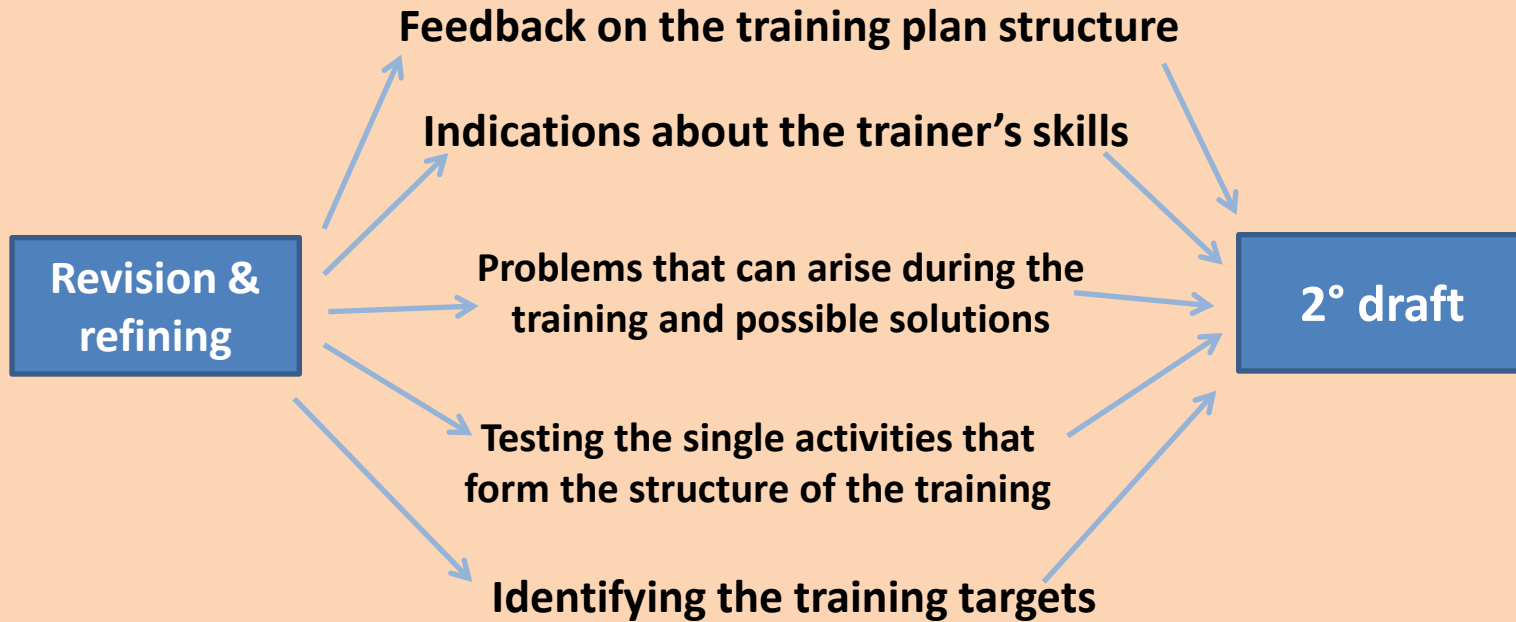 Feedback on the training plan structure
Indications about the trainer’s skills
Revision &
refining
Problems that can arise during the
training and possible solutions
2° draft
Testing the single activities that
form the structure of the training
Identifying the training targets